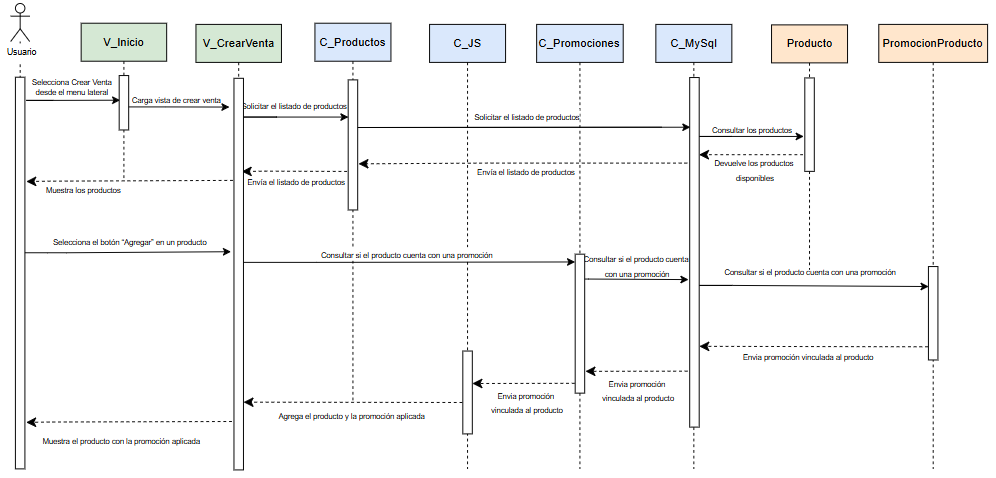 Usuario
V_Inicio
V_CrearVenta
C_Productos
C_JS
C_Promociones
C_MySql
Producto
PromocionProducto
Selecciona Crear Venta
desde el menu lateral
Carga vista de crear venta
Solicitar el listado de productos
Solicitar el listado de productos
Consultar los productos
Devuelve los productos
disponibles
Envía el listado de productos
Envía el listado de productos
Muestra los productos
Selecciona el botón “Agregar” en un producto
Consultar si el producto cuenta con una promoción
Consultar si el producto cuenta
con una promoción
Consultar si el producto cuenta con una promoción
Envia promoción vinculada al producto
Envia promoción
vinculada al producto
Envia promoción
vinculada al producto
Agrega el producto y la promoción aplicada
Muestra el producto con la promoción aplicada